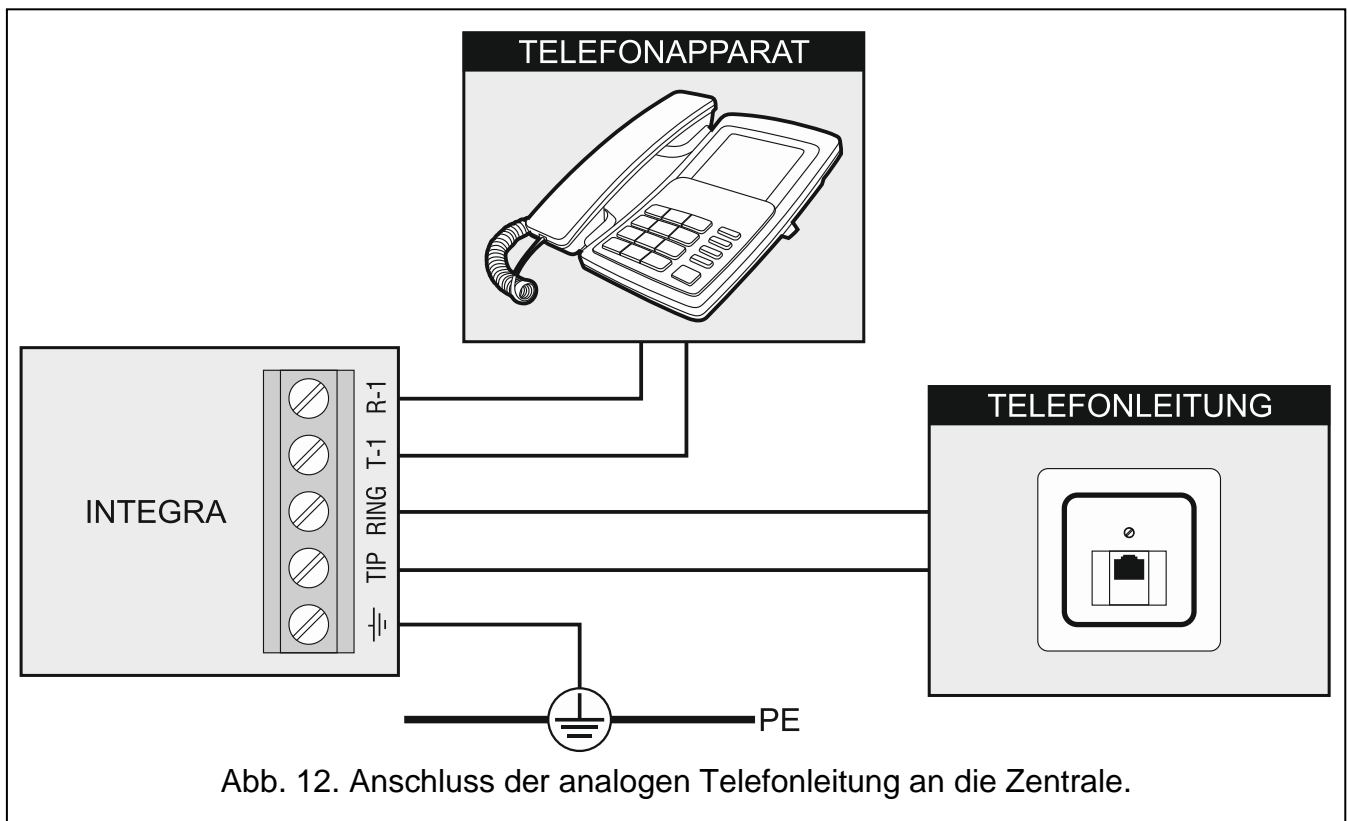 TELEFONAPPARAT
INTEGRA
R-1
T-1
RING
TIP
TELEFONLEITUNG
PE
Abb. 12. Anschluss der analogen Telefonleitung an die Zentrale.